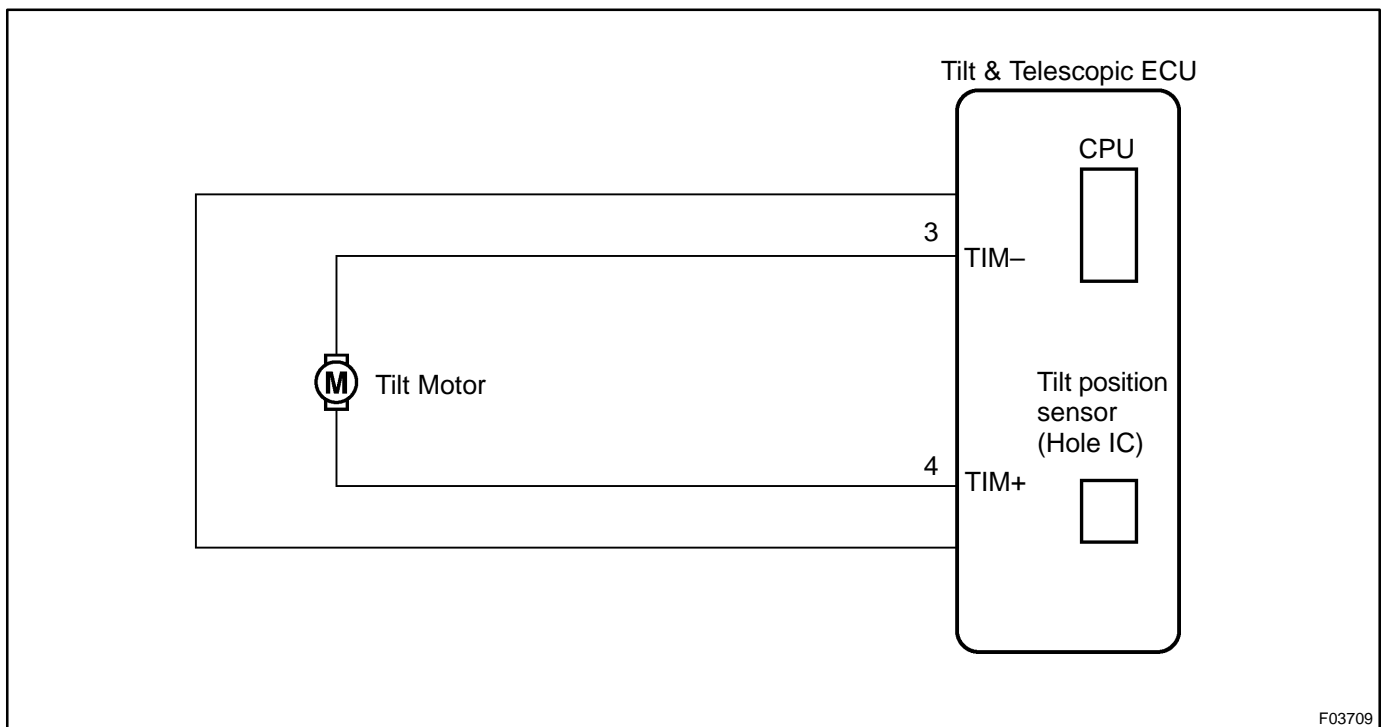 Tilt & Telescopic ECU
CPU
3
TIM–
M
Tilt Motor
Tilt position
sensor
(Hole IC)
4
TIM+
F03709